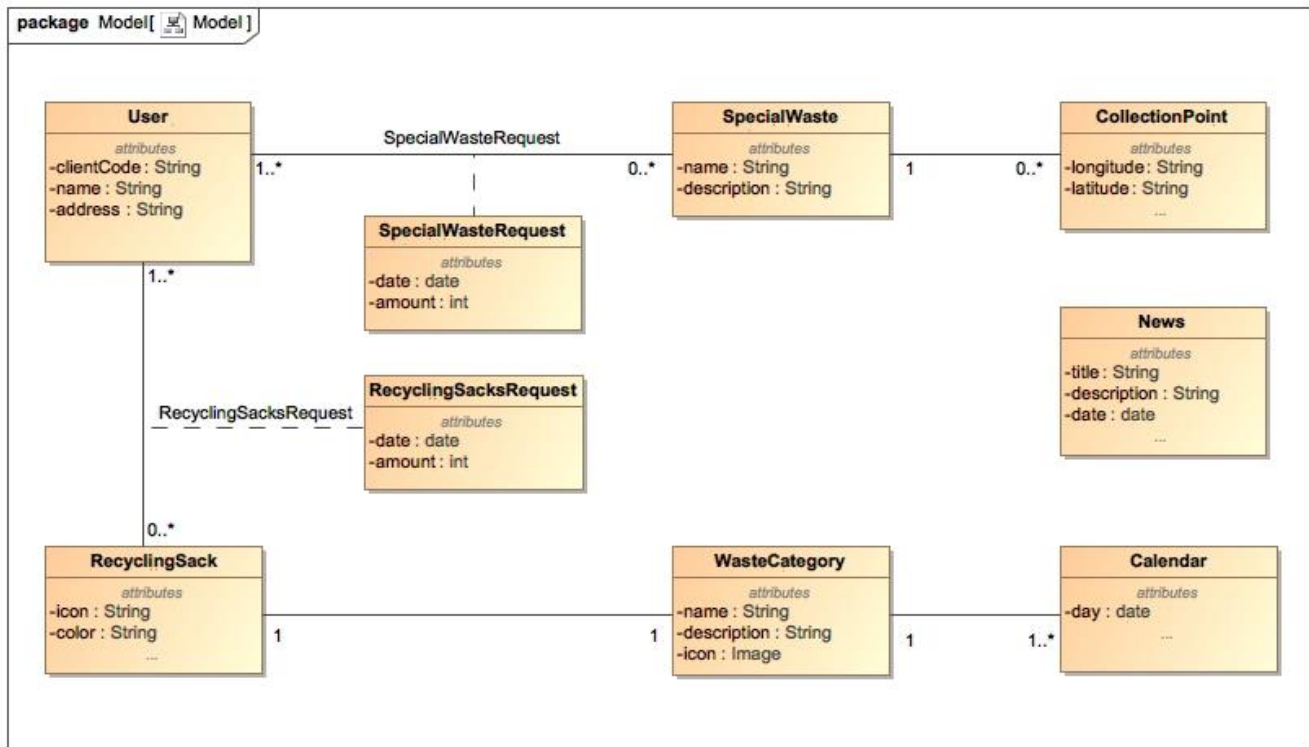 package Model[ Model ]
User
attributes
-clientCode : String
-name : String
-address : String
1..*
SpecialWasteRequest
0..*
SpecialWaste
attributes
-name : String
-description : String
1
0..*
CollectionPoint
attributes
-longitude : String
-latitude : String
...
SpecialWasteRequest
attributes
-date : date
-amount : int
1..*
News
attributes
-title : String
-description : String
-date : date
...
RecyclingSacksRequest
RecyclingSacksRequest
attributes
-date : date
-amount : int
0..*
RecyclingSack
attributes
-icon : String
-color : String
...
1
1
WasteCategory
attributes
-name : String
-description : String
-icon : Image
1
1..*
Calendar
attributes
-day : date
...